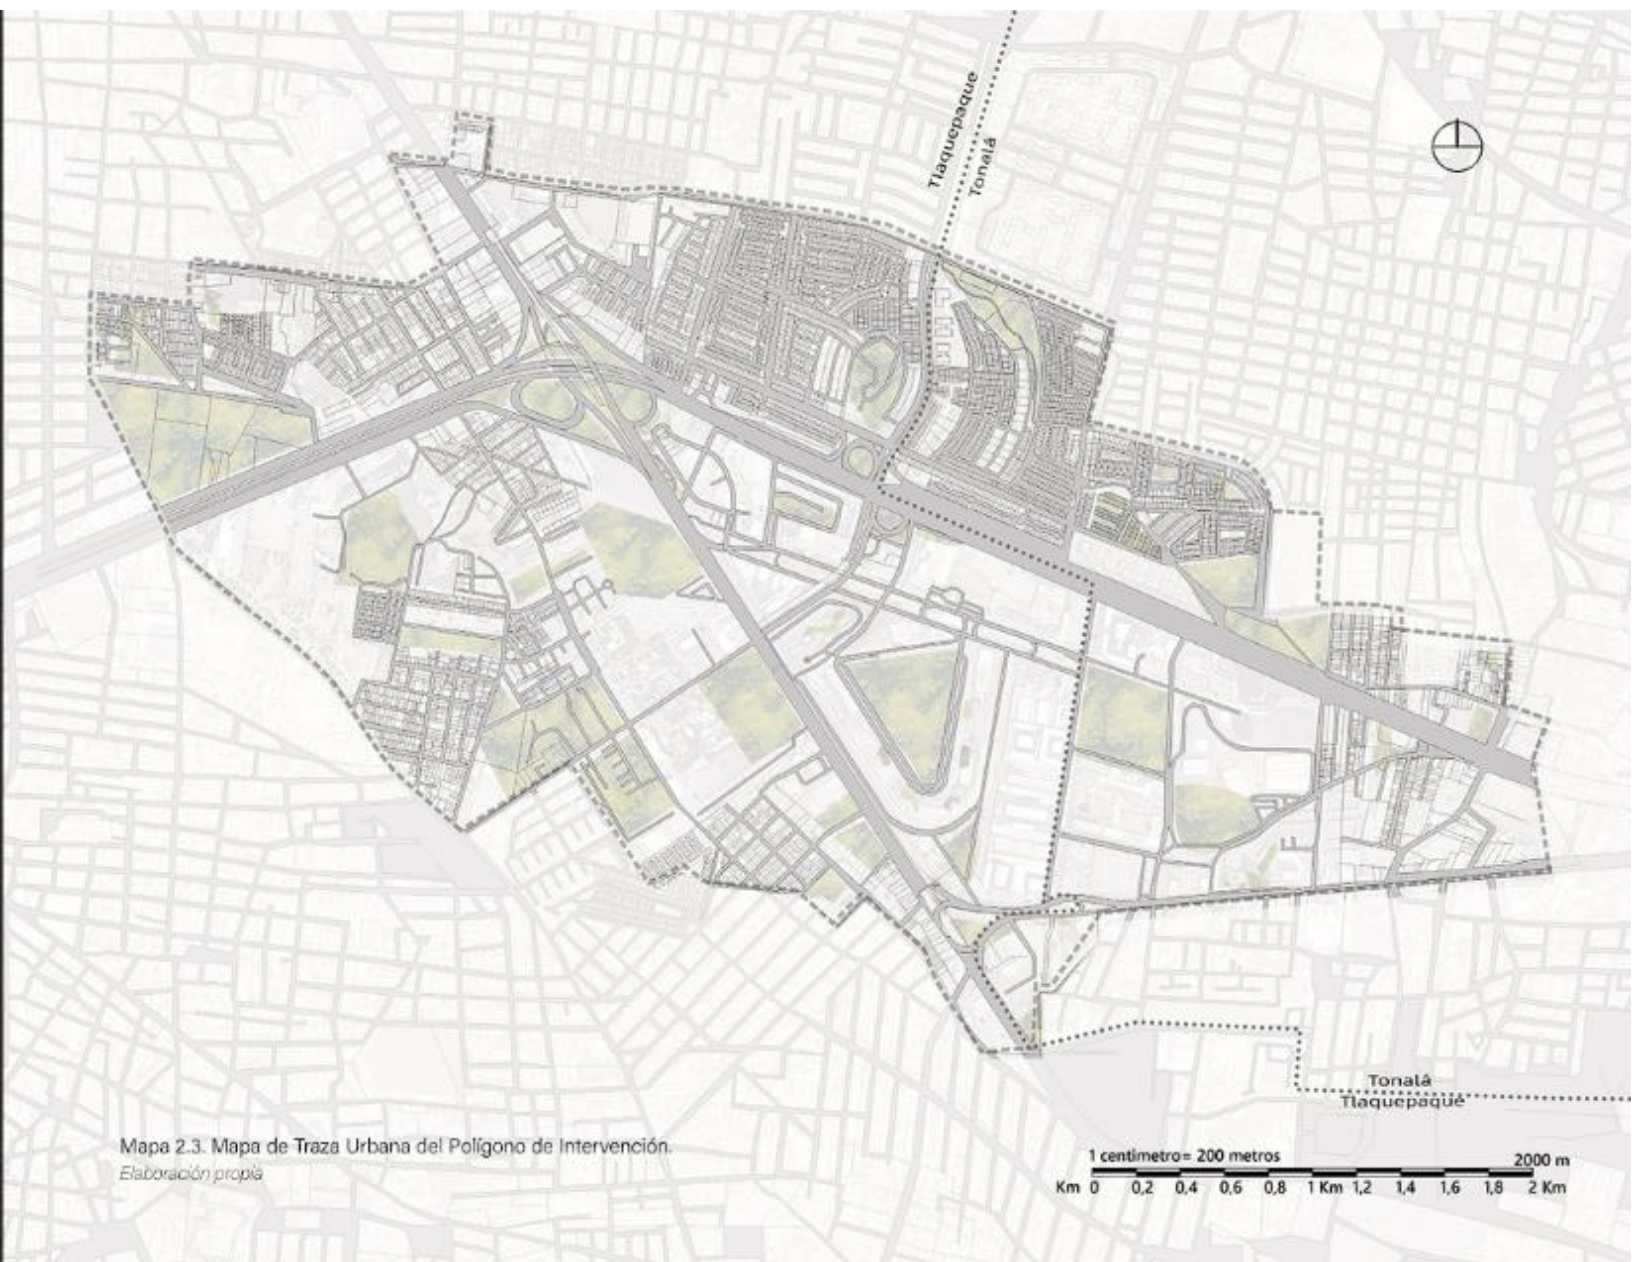 Tlaquepaque
Tonalá
Tonalá
Tlaquepaque
Mapa 2.3. Mapa de Traza Urbana del Polígono de Intervención.
Elaboración propia
1 centímetro= 200 metros
2000 m
Km 0 0,2 0,4 0,6 0,8 1 Km 1,2 1,4 1,6 1,8 2 Km